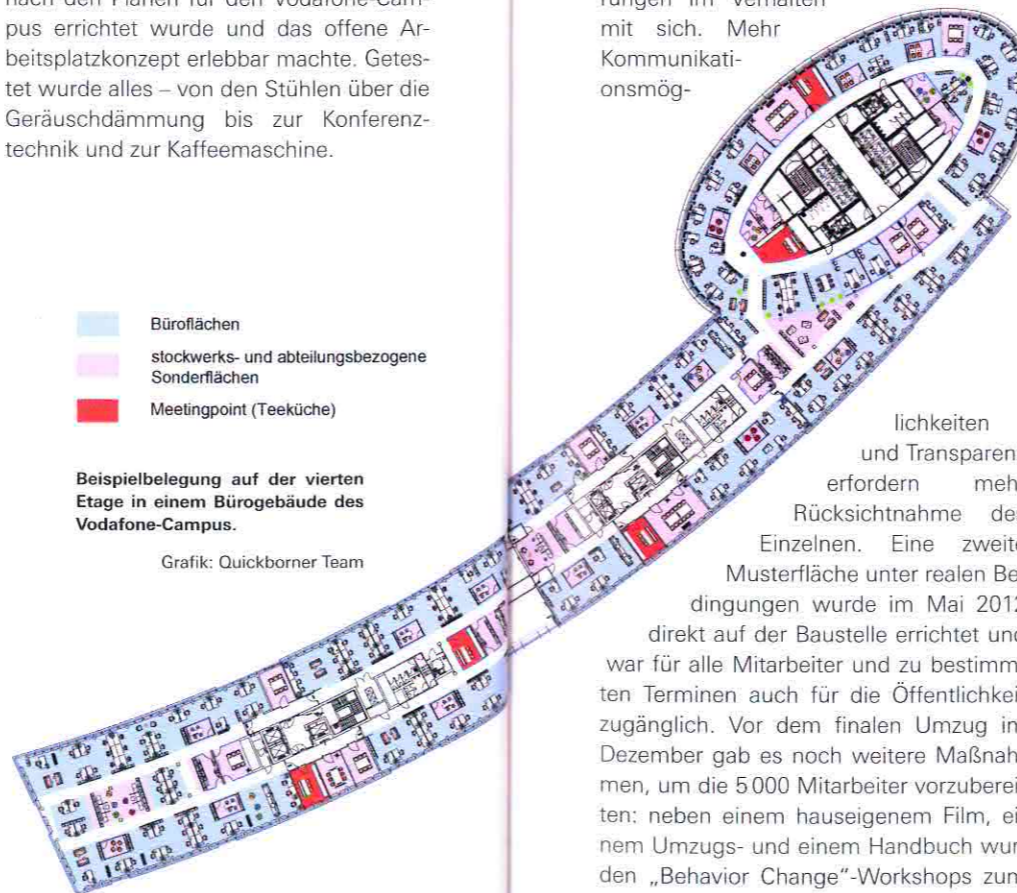 nach den Plänen für den Vodafone-Cam-
pus errichtet wurde und das offene Ar-
beitsplatzkonzept erlebbar machte. Getes-
tet wurde alles – von den Stühlen über die
Geräuschdämmung bis zur Konferenz-
technik und zur Kaffeemaschine.
Büroflächen
stockwerks- und abteilungsbezogene
Sonderflächen
Meetingpoint (Teeküche)
Beispielbelegung auf der vierten
Etage in einem Bürogebäude des
Vodafone-Campus.
Grafik: Quickborner Team
rungen im Verhalten
mit sich. Mehr
Kommunikati-
onsmög-
lichkeiten
und Transparen
erfordern meh
Rücksichtnahme de
Einzelnen. Eine zweite
Musterfläche unter realen Be
dingungen wurde im Mai 2012
direkt auf der Baustelle errichtet und
war für alle Mitarbeiter und zu bestimm
ten Terminen auch für die Öffentlichkei
zugänglich. Vor dem finalen Umzug in
Dezember gab es noch weitere Maßnah
men, um die 5000 Mitarbeiter vorzuberei
ten: neben einem hauseigenem Film, ei
nem Umzugs- und einem Handbuch wur
den „Behavior Change“-Workshops zun